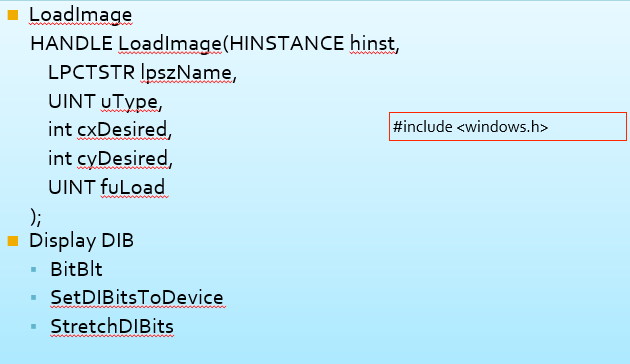 LoadImage
HANDLE LoadImage(HINSTANCE hinst,
LPCTSTR lpszName,
UINT uType,
int cxDesired,
int cyDesired,
UINT fuLoad
);
#include <windows.h>
Display DIB
BitBlt
SetDIBitsToDevice
StretchDIBits